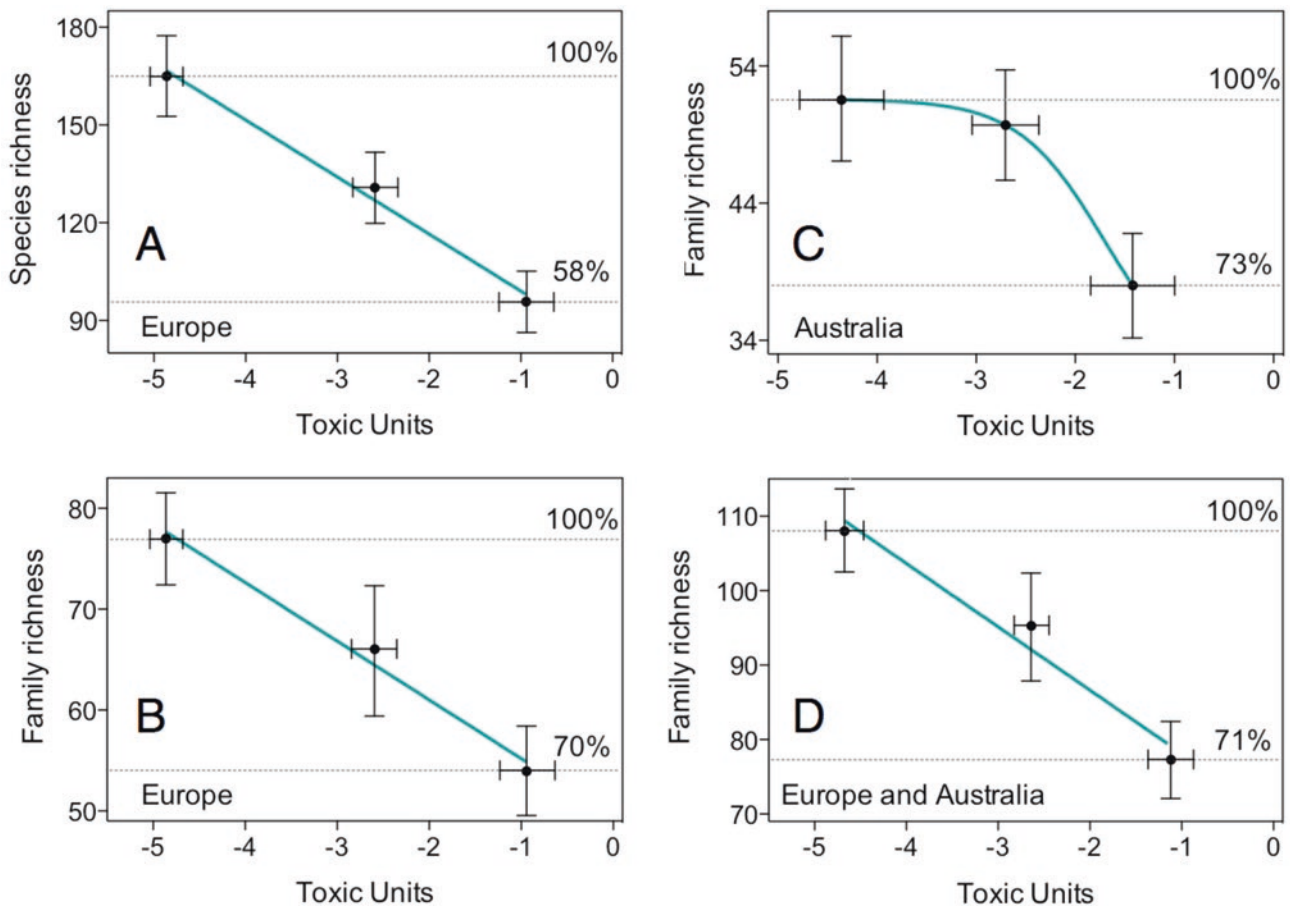 180
150
120
90
Species richness
100%
58%
A
Europe
-5 -4 -3 -2 -1 0
Toxic Units
54
44
34
Family richness
100%
73%
C
Australia
-5 -4 -3 -2 -1 0
Toxic Units
80
70
60
50
Family richness
100%
70%
B
Europe
-5 -4 -3 -2 -1 0
Toxic Units
110
100
90
80
70
Family richness
100%
71%
D
Europe and Australia
-5 -4 -3 -2 -1 0
Toxic Units